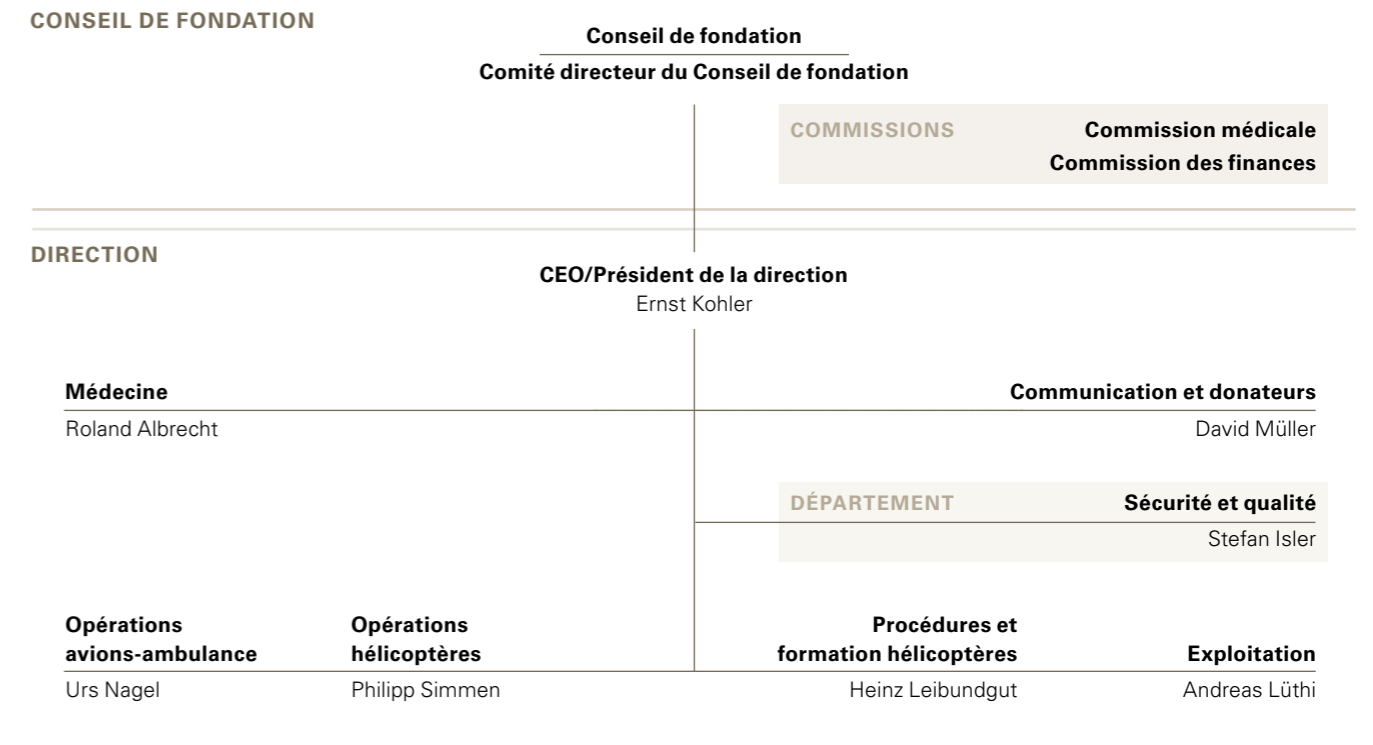 CONSEIL DE FONDATION
Conseil de fondation
Comité directeur du Conseil de fondation
COMMISSIONS
Commission médicale
Commission des finances
DIRECTION
CEO/Président de la direction
Ernst Kohler
Médecine
Roland Albrecht
Communication et donateurs
David Müller
DÉPARTEMENT
Sécurité et qualité
Stefan Isler
Opérations
avions-ambulance
Urs Nagel
Opérations
hélicoptères
Philipp Simmen
Procédures et
formation hélicoptères
Heinz Leibundgut
Exploitation
Andreas Lüthi